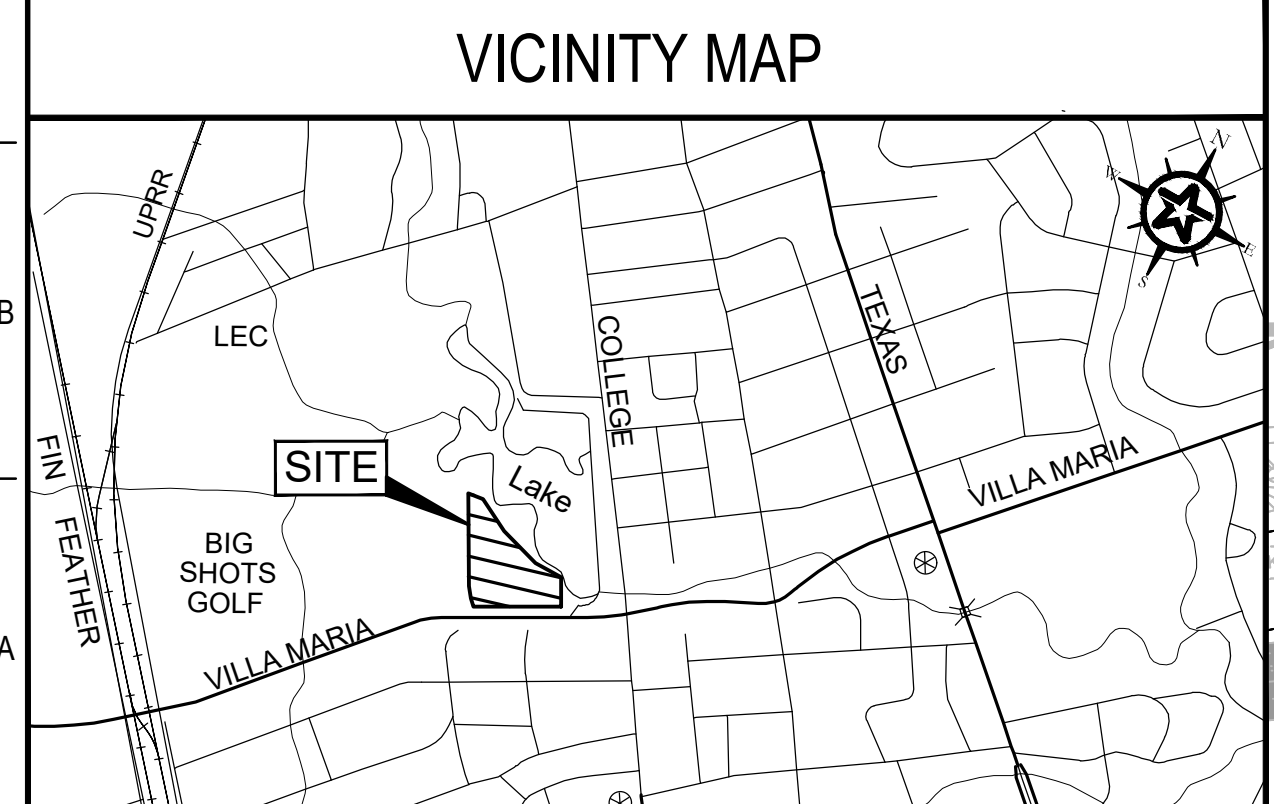 VICINITY MAP
N
W
E
S
UPRR
B
LEC
TEXAS
COLLEGE
FIN
SITE
Lake
VILLA MARIA
FEATHER
BIG
SHOTS
GOLF
A
VILLA MARIA